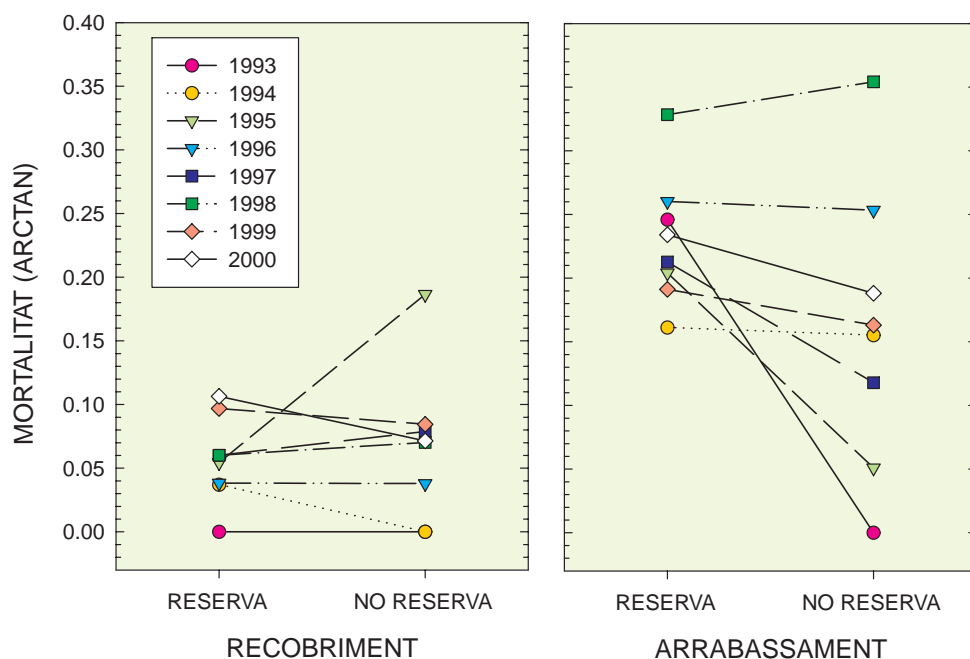 MORTALITAT (ARCTAN)
0.40
0.35
0.30
0.25
0.20
0.15
0.10
0.05
0.00
1993
1994
1995
1996
1997
1998
1999
2000
RESERVA
NO RESERVA
RECOBRIMENT
RESERVA
NO RESERVA
ARRABASSAMENT